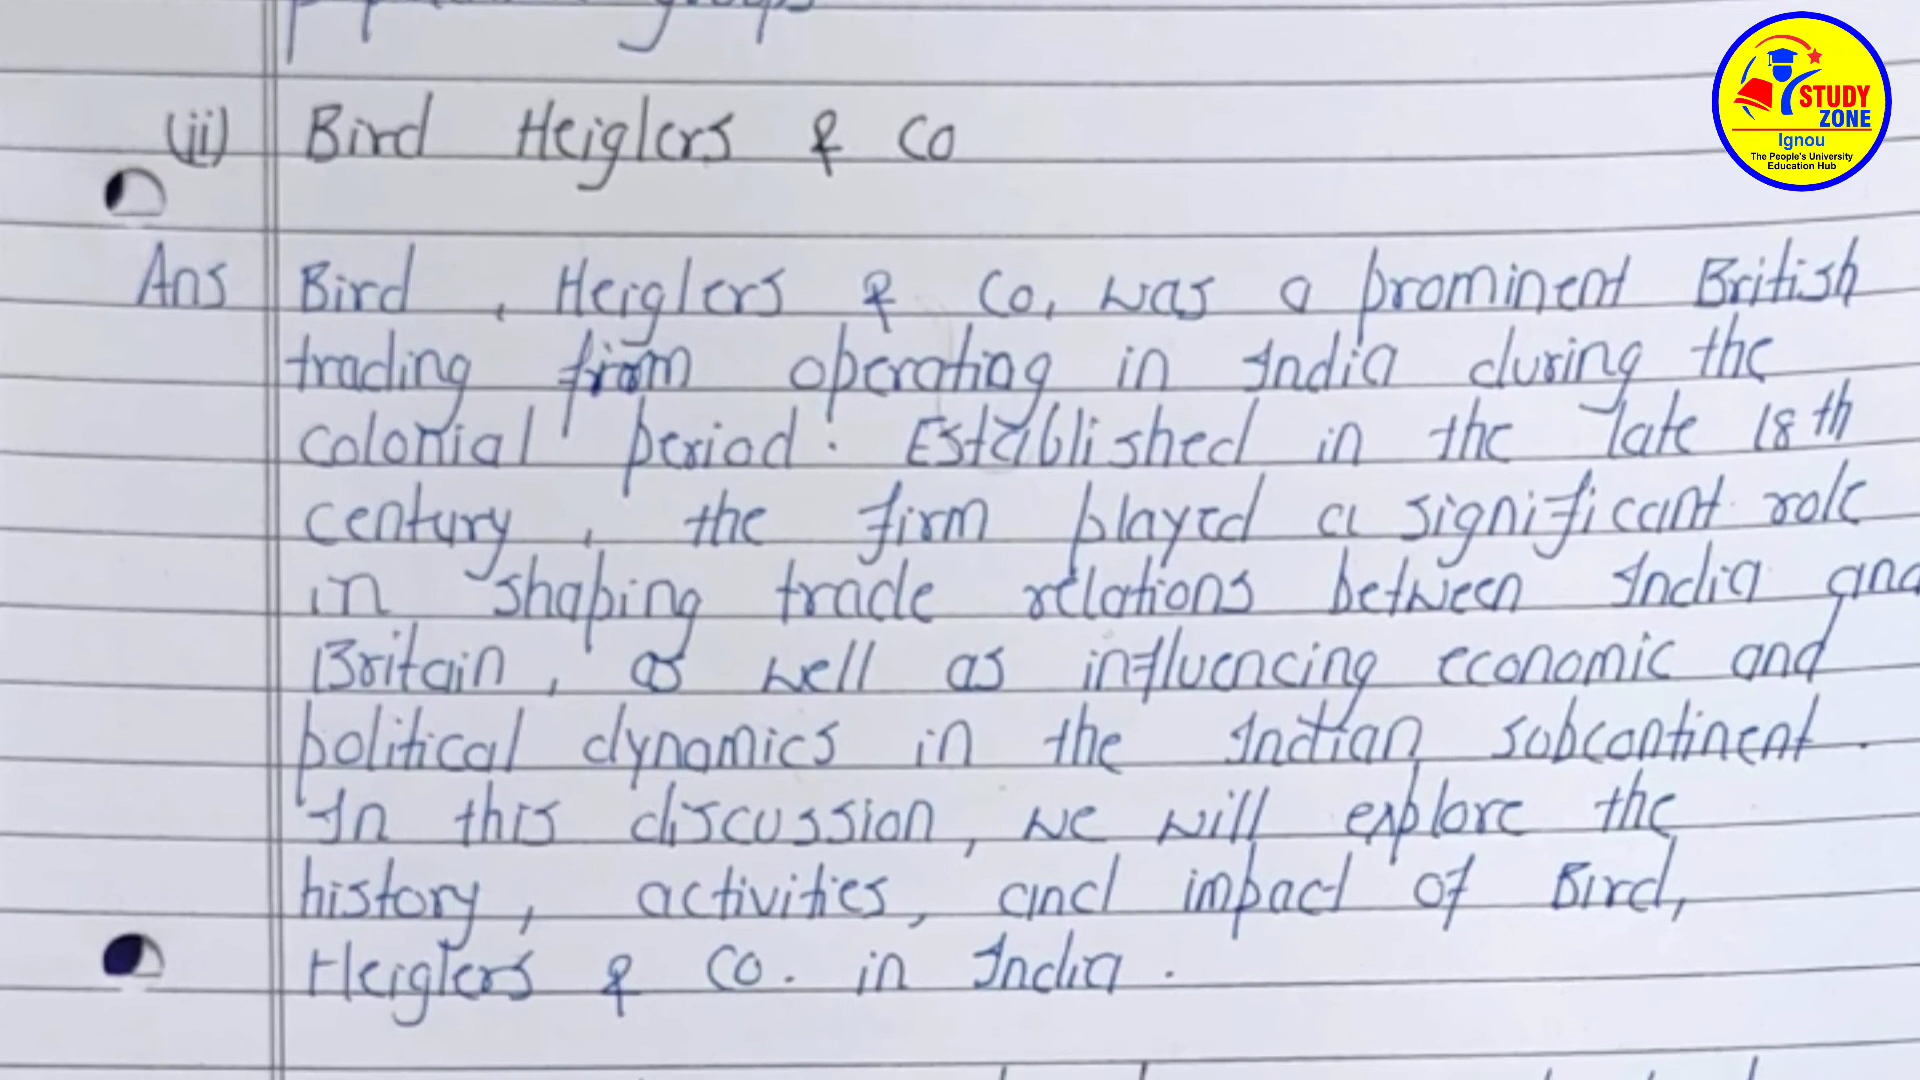 (ii) Bird Heiglers & Co
Ans Bird, Heiglers & Co, was a prominent British
trading firm operating in India during the
colonial period. Established in the late 18th
century, the firm played a significant role
in shaping trade relations between India and
Britain, as well as influencing economic and
political dynamics in the Indian subcontinent.
In this discussion, we will explore the
history, activities, and impact of Bird,
Heiglers & Co. in India.
STUDY
ZONE
Ignou
The People's University
Education Hub